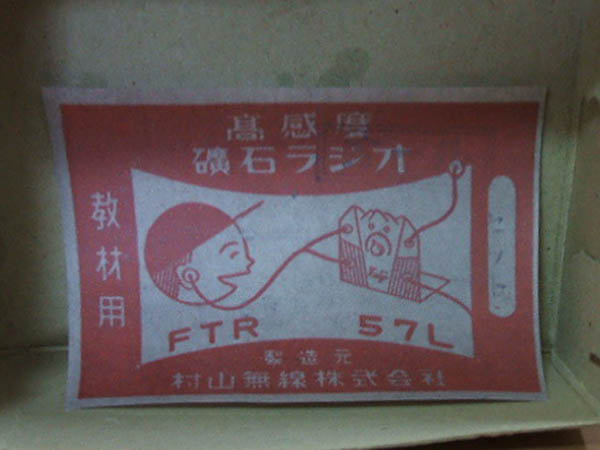 高感度
礦石ラジオ
教材用
FTR 57L
製造元
村山無線株式会社